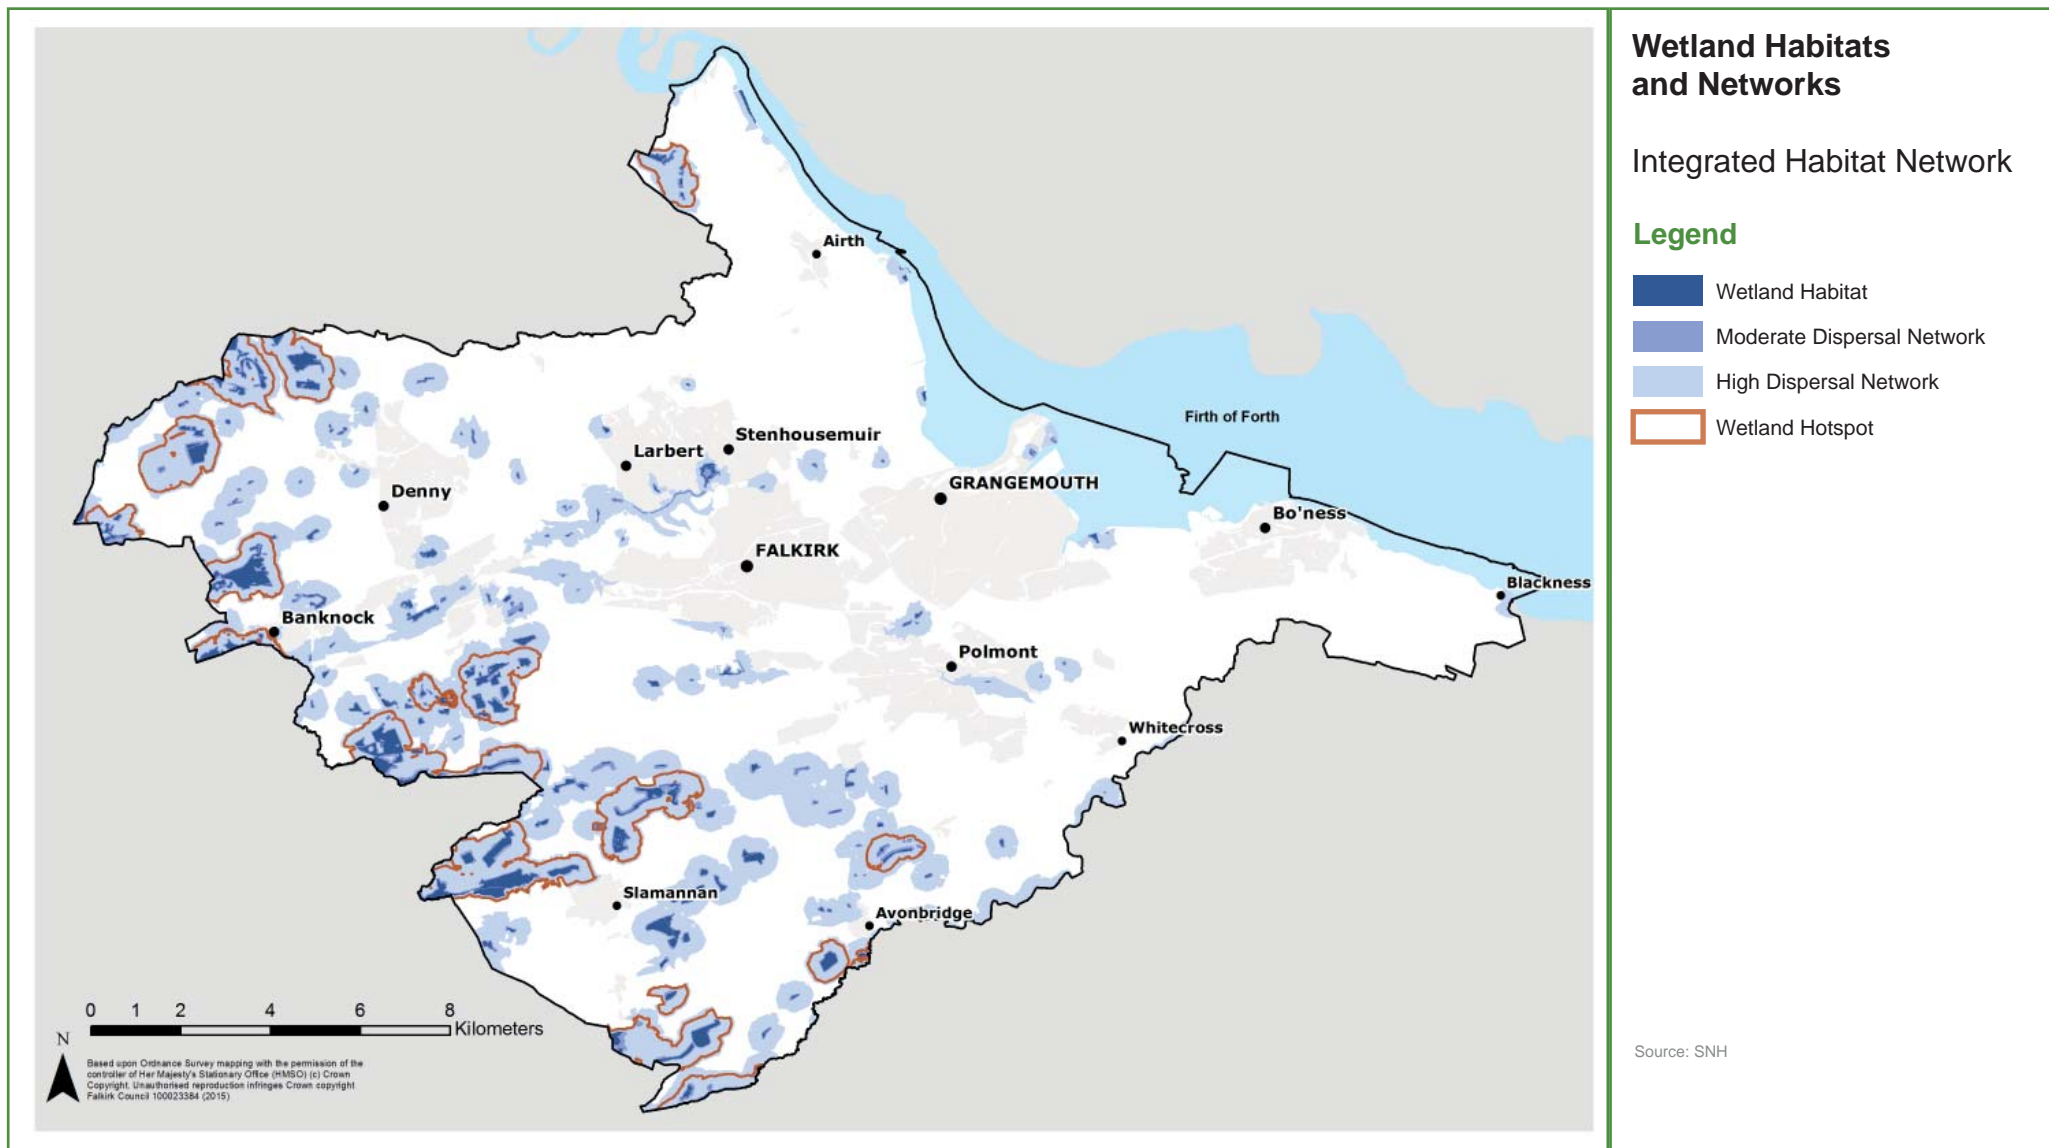 Wetland Habitats
and Networks
Integrated Habitat Network
Legend
Wetland Habitat
Moderate Dispersal Network
High Dispersal Network
Wetland Hotspot
Source: SNH
Airth
Firth of Forth
Stenhousemuir
Larbert
GRANGEMOUTH
Denny
Bo'ness
FALKIRK
Blackness
Banknock
Polmont
Whitecross
Slamannan
Avonbridge
0 1 2 4 6 8
Kilometers
N
Based upon Ordnance Survey mapping with the permission of the
controller of Her Majesty's Stationary Office (HMSO) (c) Crown
Copyright. Unauthorised reproduction infringes Crown copyright
Falkirk Council 100023384 (2015)